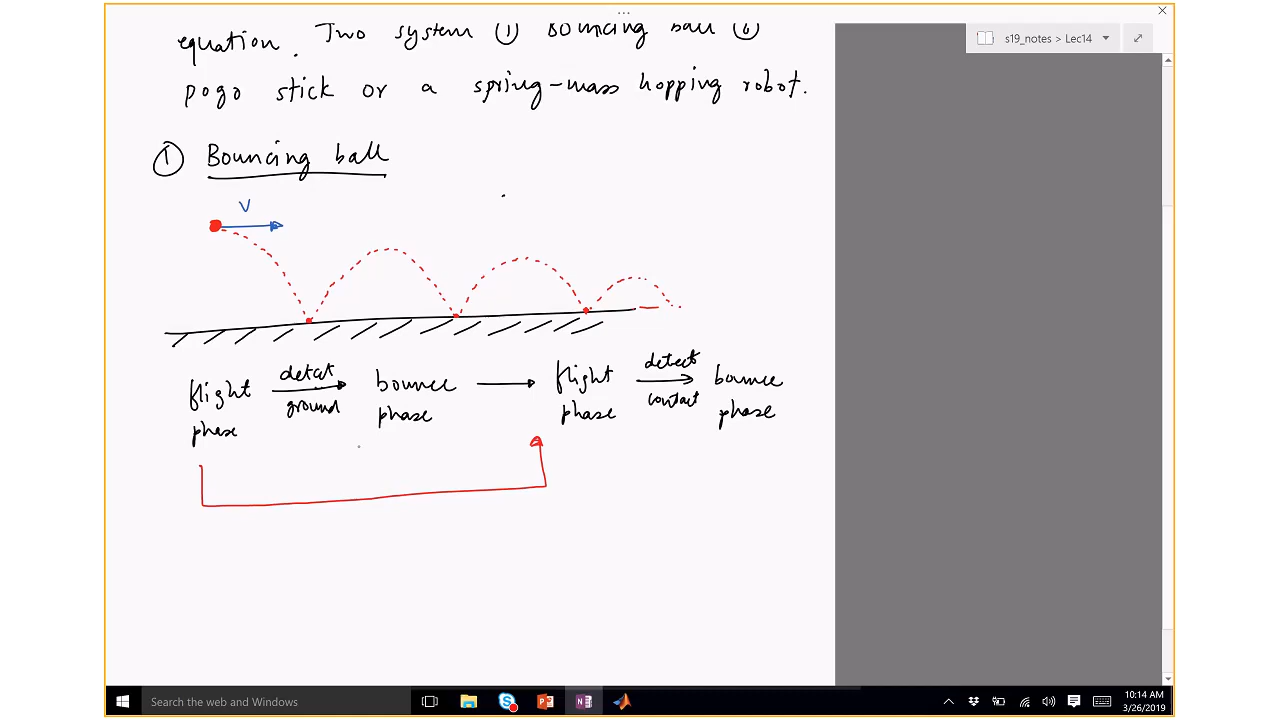 equation. Two system ① Bouncing ball ②
pogo stick or a spring-mass hopping robot.
① Bouncing ball
v
flight phase
detect ground
bounce phase
flight phase
detect contact
bounce phase
s19_notes > Lec14
Search the web and Windows
10:14 AM
3/26/2019